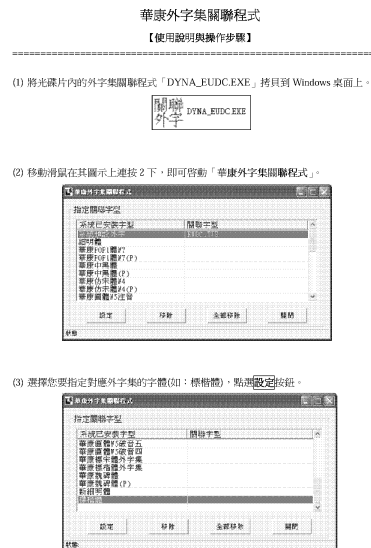 華康外字集關聯程式
【使用說明與操作步驟】
(1) 將光碟片內的外字集關聯程式「DYNA_EUDC.EXE」拷貝到 Windows 桌面上。
關聯外字 DYNA_EUDC.EXE
(2) 移動滑鼠在其圖示上連按 2 下，即可啟動「華康外字集關聯程式」。
華康外字集關聯程式
指定關聯字型
系統已安裝字型 關聯字型
細明體
華康POP1體W7
華康POP1體W7(P)
華康中黑體
華康中黑體(P)
華康仿宋體W4
華康仿宋體W4(P)
華康圓體W5注音
設定 移除 全部移除 關閉
狀態
(3) 選擇您要指定對應外字集的字體(如：標楷體)，點選設定按鈕。
華康外字集關聯程式
指定關聯字型
系統已安裝字型 關聯字型
華康圓體W5破音五
華康圓體W5破音四
華康標宋體外字集
華康標楷體外字集
華康魏碑體
華康魏碑體(P)
新細明體
標楷體
設定 移除 全部移除 關閉
狀態